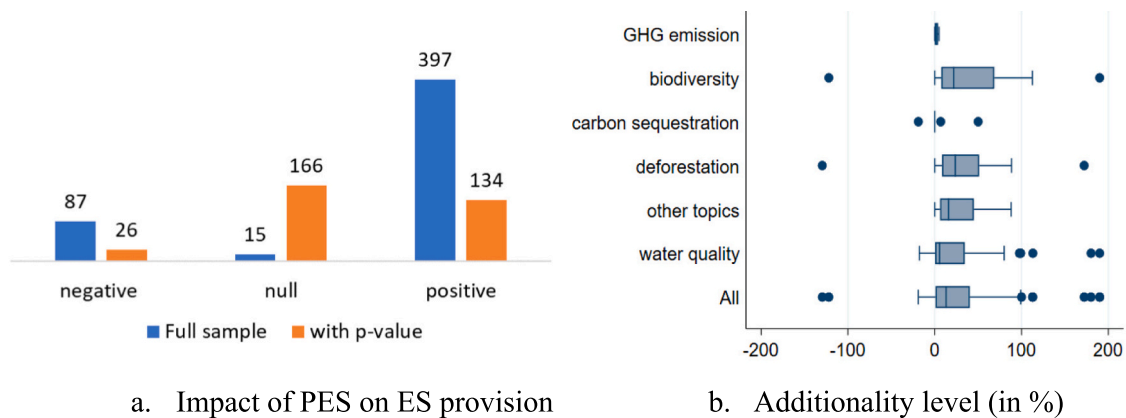 397
166
134
87
26
15
negative null positive
Full sample with p-value
a. Impact of PES on ES provision
GHG emission
biodiversity
carbon sequestration
deforestation
other topics
water quality
All
-200 -100 0 100 200
b. Additionality level (in %)